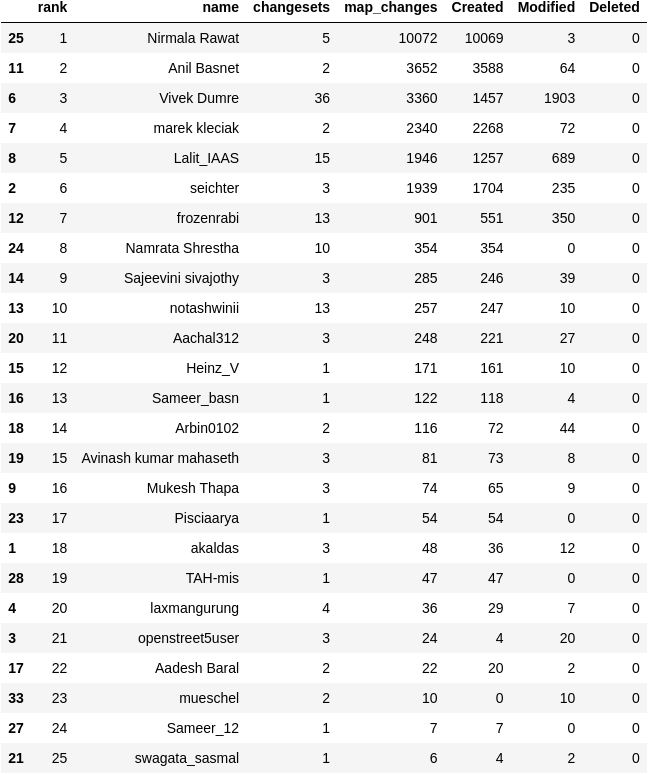 rank name changesets map_changes Created Modified Deleted
25 1 Nirmala Rawat 5 10072 10069 3 0
11 2 Anil Basnet 2 3652 3588 64 0
6 3 Vivek Dumre 36 3360 1457 1903 0
7 4 marek kleciak 2 2340 2268 72 0
8 5 Lalit_IAAS 15 1946 1257 689 0
2 6 seichter 3 1939 1704 235 0
12 7 frozenrabi 13 901 551 350 0
24 8 Namrata Shrestha 10 354 354 0 0
14 9 Sajeevini sivajothy 3 285 246 39 0
13 10 notashwinii 13 257 247 10 0
20 11 Aachal312 3 248 221 27 0
15 12 Heinz_V 1 171 161 10 0
16 13 Sameer_basn 1 122 118 4 0
18 14 Arbin0102 2 116 72 44 0
19 15 Avinash kumar mahaseth 3 81 73 8 0
9 16 Mukesh Thapa 3 74 65 9 0
23 17 Pisciaarya 1 54 54 0 0
1 18 akaldas 3 48 36 12 0
28 19 TAH-mis 1 47 47 0 0
4 20 laxmangurung 4 36 29 7 0
3 21 openstreet5user 3 24 4 20 0
17 22 Aadesh Baral 2 22 20 2 0
33 23 mueschel 2 10 0 10 0
27 24 Sameer_12 1 7 7 0 0
21 25 swagata_sasmal 1 6 4 2 0